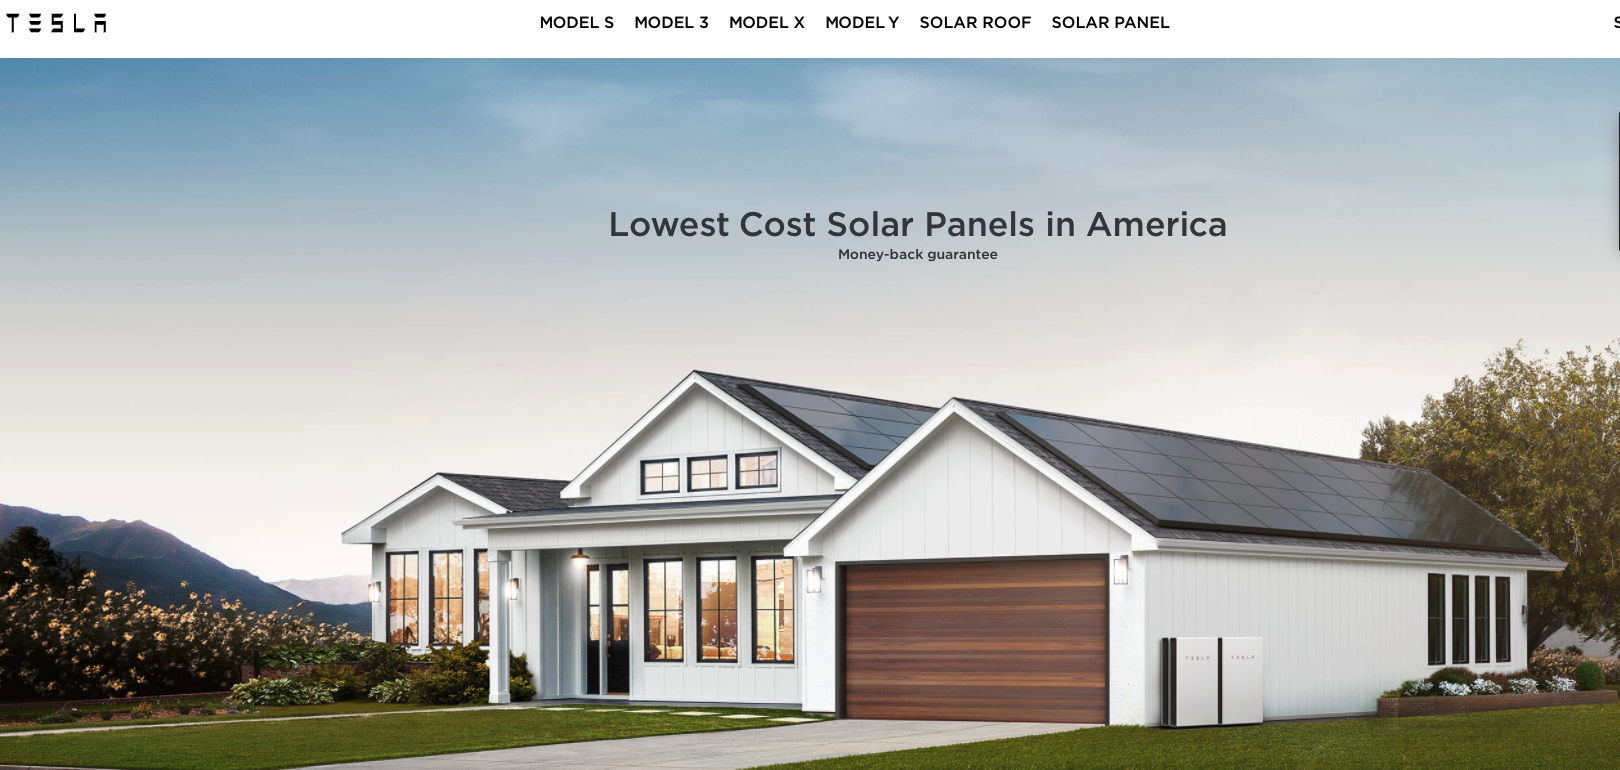 TESLA
MODEL S MODEL 3 MODEL X MODEL Y SOLAR ROOF SOLAR PANEL
Lowest Cost Solar Panels in America
Money-back guarantee
TESLA TESLA